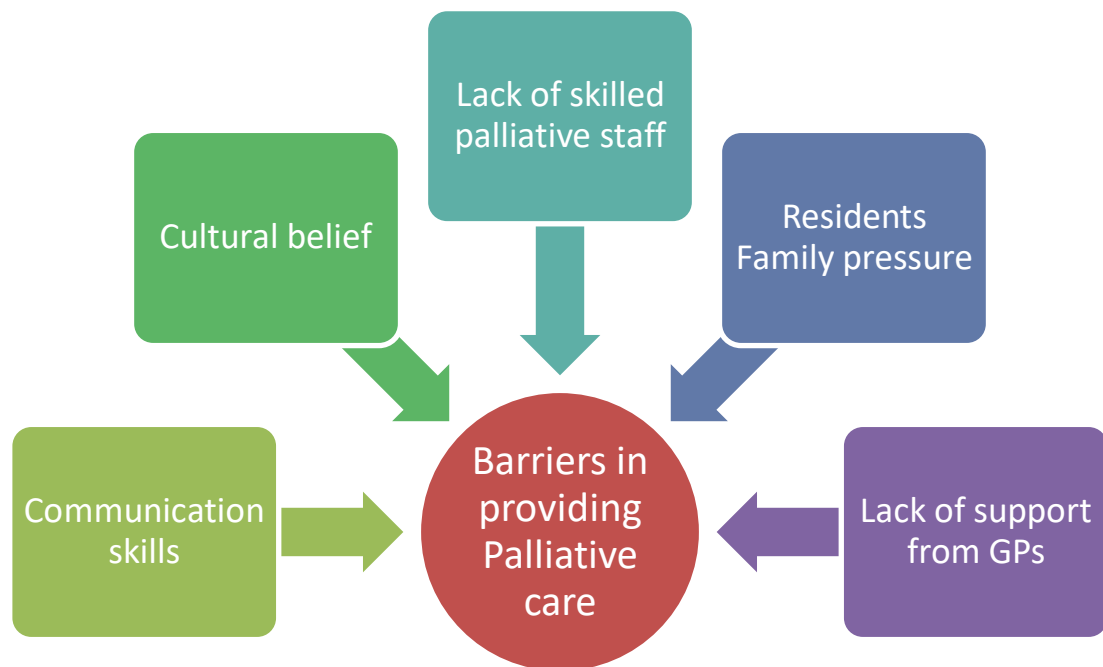 Lack of skilled
palliative staff
Cultural belief
Residents
Family pressure
Communication
skills
Barriers in
providing
Palliative
care
Lack of support
from GPs